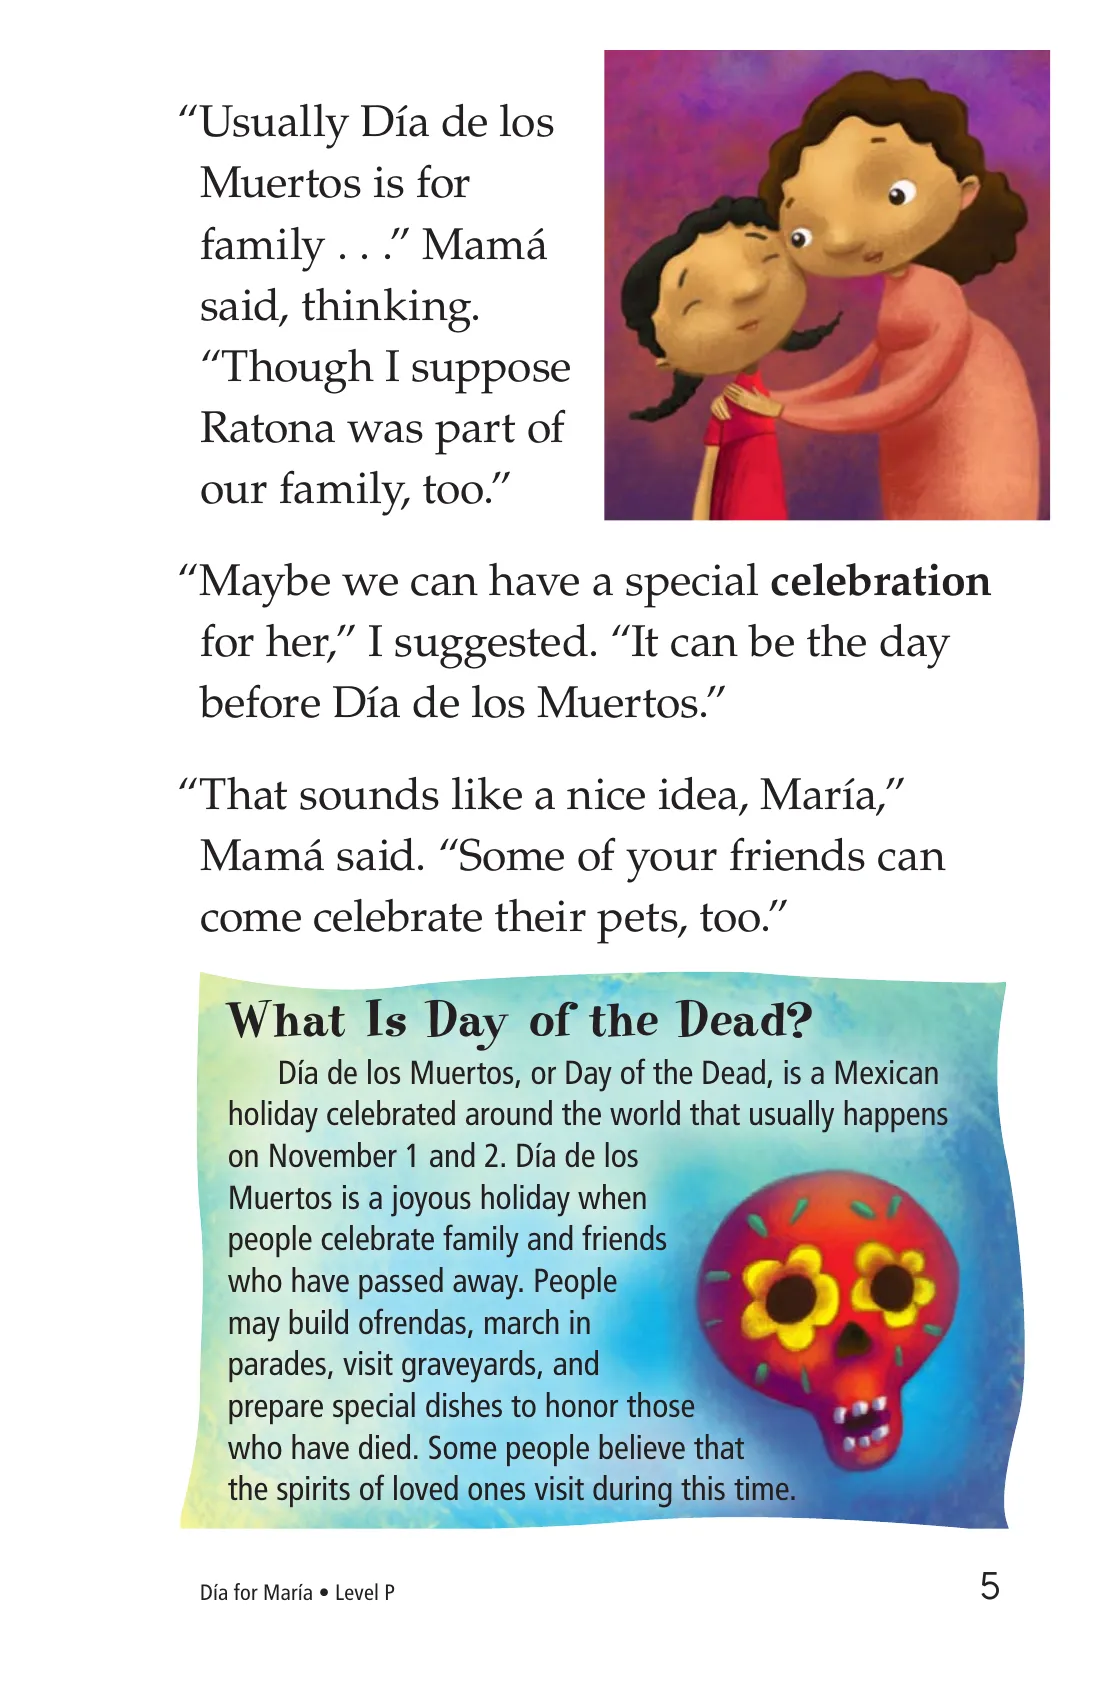 “Usually Día de los
Muertos is for
family . . .” Mamá
said, thinking.
“Though I suppose
Ratona was part of
our family, too.”
“Maybe we can have a special celebration
for her,” I suggested. “It can be the day
before Día de los Muertos.”
“That sounds like a nice idea, María,”
Mamá said. “Some of your friends can
come celebrate their pets, too.”
What Is Day of the Dead?
Día de los Muertos, or Day of the Dead, is a Mexican
holiday celebrated around the world that usually happens
on November 1 and 2. Día de los
Muertos is a joyous holiday when
people celebrate family and friends
who have passed away. People
may build ofrendas, march in
parades, visit graveyards, and
prepare special dishes to honor those
who have died. Some people believe that
the spirits of loved ones visit during this time.
Día for María • Level P
5